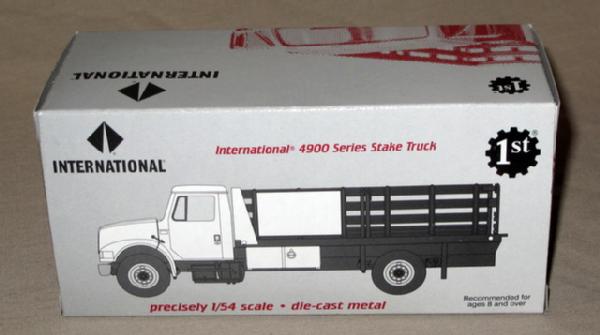 INTERNATIONAL
1st
INTERNATIONAL®
International® 4900 Series Stake Truck
1st®
precisely 1/54 scale • die-cast metal
Recommended for
ages 8 and over